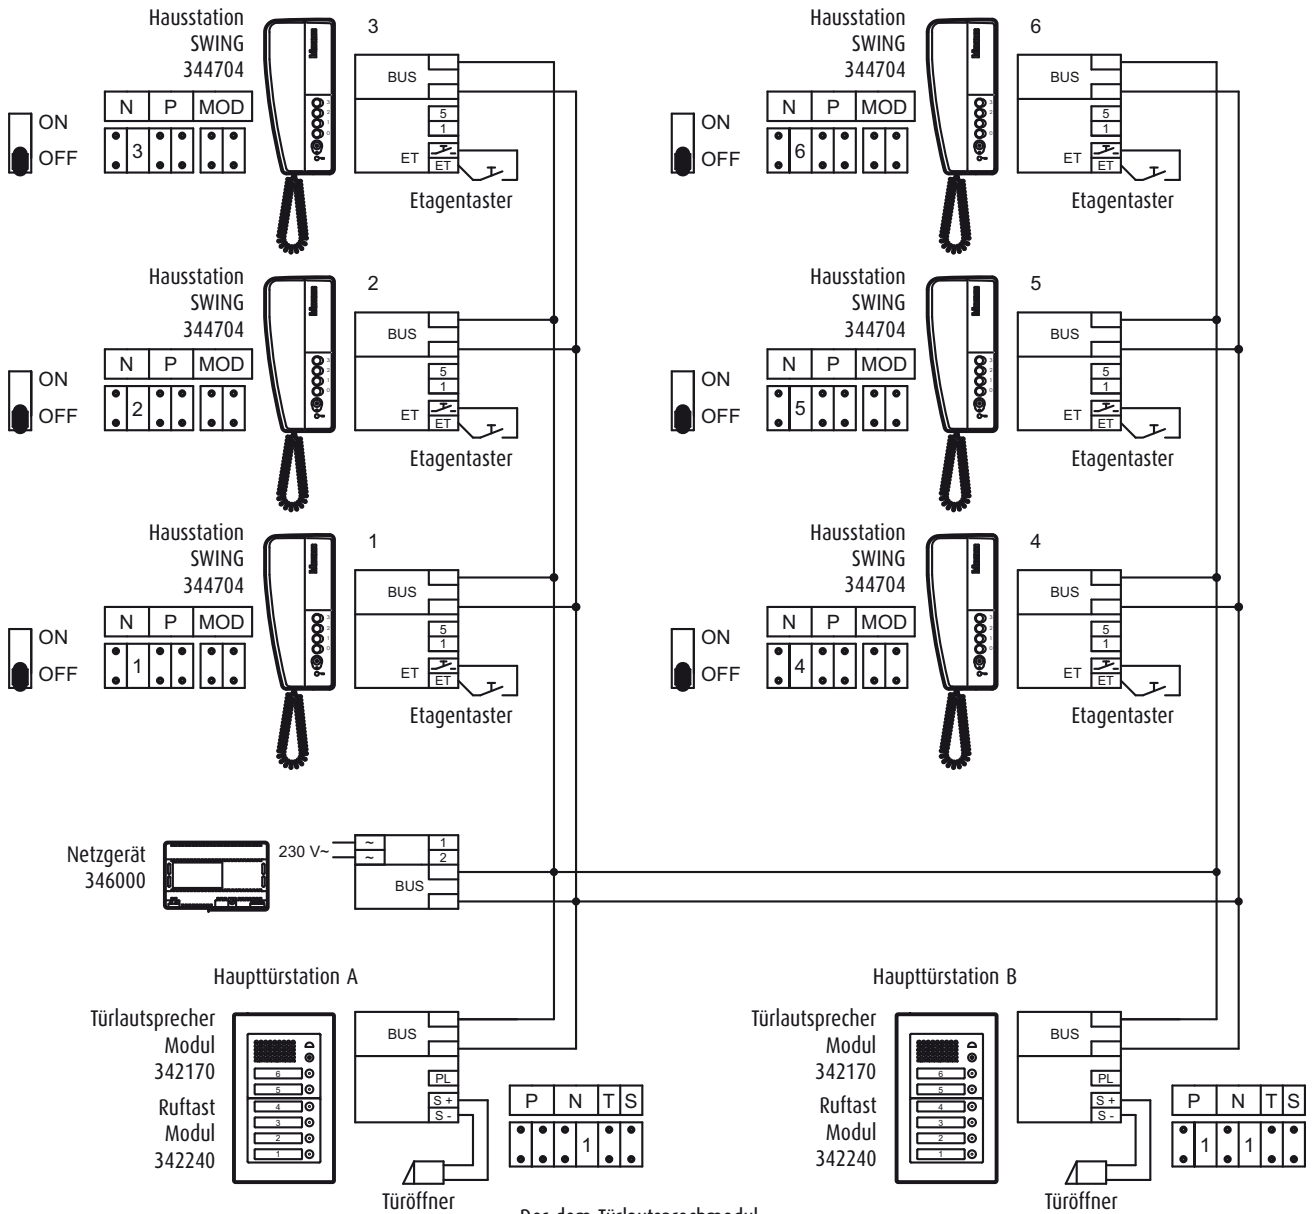 Hausstation
SWING
344704
3
BUS
N P MOD
3
ON
OFF
5
1
ET
ET
Etagentaster
Hausstation
SWING
344704
6
BUS
N P MOD
6
ON
OFF
5
1
ET
ET
Etagentaster
Hausstation
SWING
344704
2
BUS
N P MOD
2
ON
OFF
5
1
ET
ET
Etagentaster
Hausstation
SWING
344704
5
BUS
N P MOD
5
ON
OFF
5
1
ET
ET
Etagentaster
Hausstation
SWING
344704
1
BUS
N P MOD
1
ON
OFF
5
1
ET
ET
Etagentaster
Hausstation
SWING
344704
4
BUS
N P MOD
4
ON
OFF
5
1
ET
ET
Etagentaster
Netzgerät
346000
230 V~
~
~
1
2
BUS
Haupttürstation A
Türlautsprecher
Modul
342170
Ruftast
Modul
342240
6
5
4
3
2
1
BUS
PL
S +
S -
P N T S
1
Türöffner
Haupttürstation B
Türlautsprecher
Modul
342170
Ruftast
Modul
342240
6
5
4
3
2
1
BUS
PL
S +
S -
P N T S
1 1
Türöffner